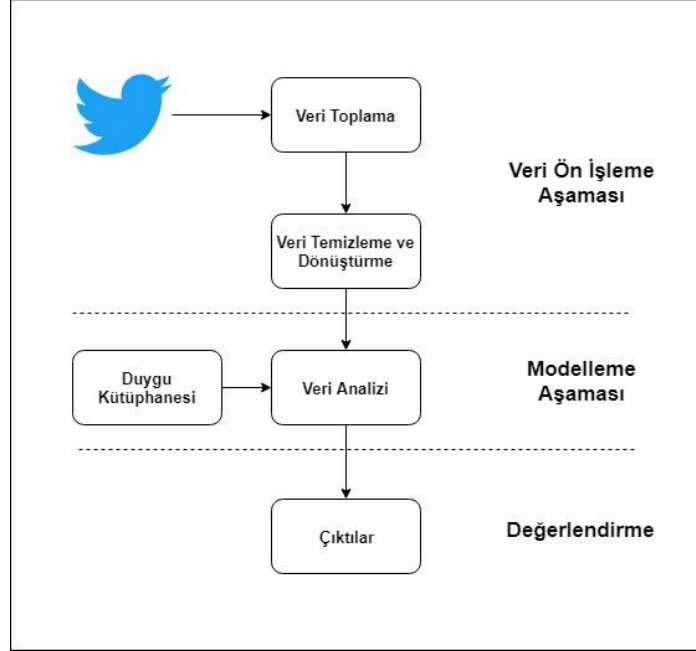 Veri Toplama
Veri Ön İşleme
Aşaması
Veri Temizleme ve
Dönüştürme
Duygu
Kütüphanesi
Veri Analizi
Modelleme
Aşaması
Çıktılar
Değerlendirme